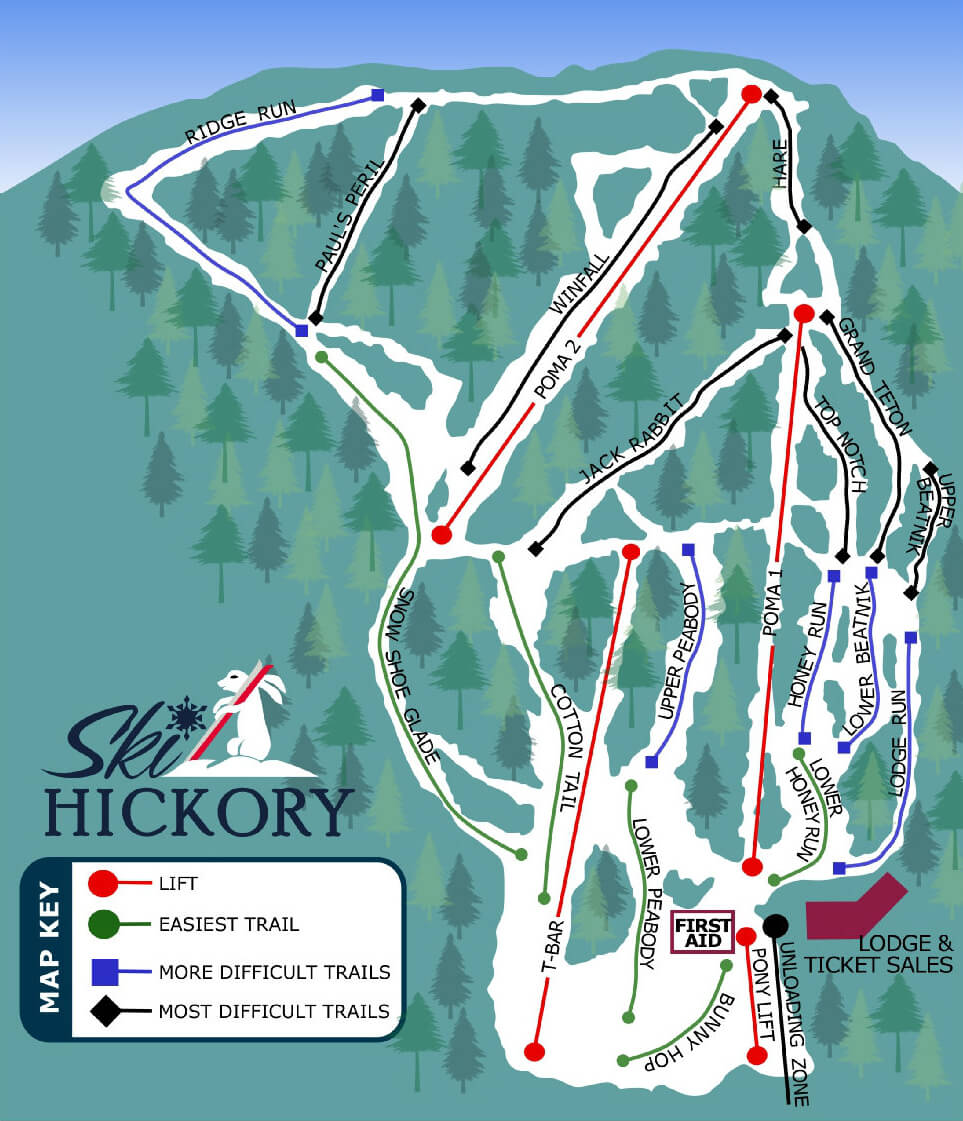 RIDGE RUN
PAUL'S PERIL
HARE
WINFALL
POMA 2
JACK RABBIT
GRAND TETON
TOP NOTCH
UPPER
BEATNIK
SNOW SHOE GLADE
COTTON TAIL
UPPER PEABODY
POMA 1
HONEY RUN
LOWER BEATNIK
LODGE RUN
LOWER
HONEYRUN
LOWER PEABODY
T-BAR
FIRST
AID
LODGE &
TICKET SALES
PONY LIFT
UNLOADING ZONE
BUNNY HOP
Ski
HICKORY
MAP KEY
LIFT
EASIEST TRAIL
MORE DIFFICULT TRAILS
MOST DIFFICULT TRAILS